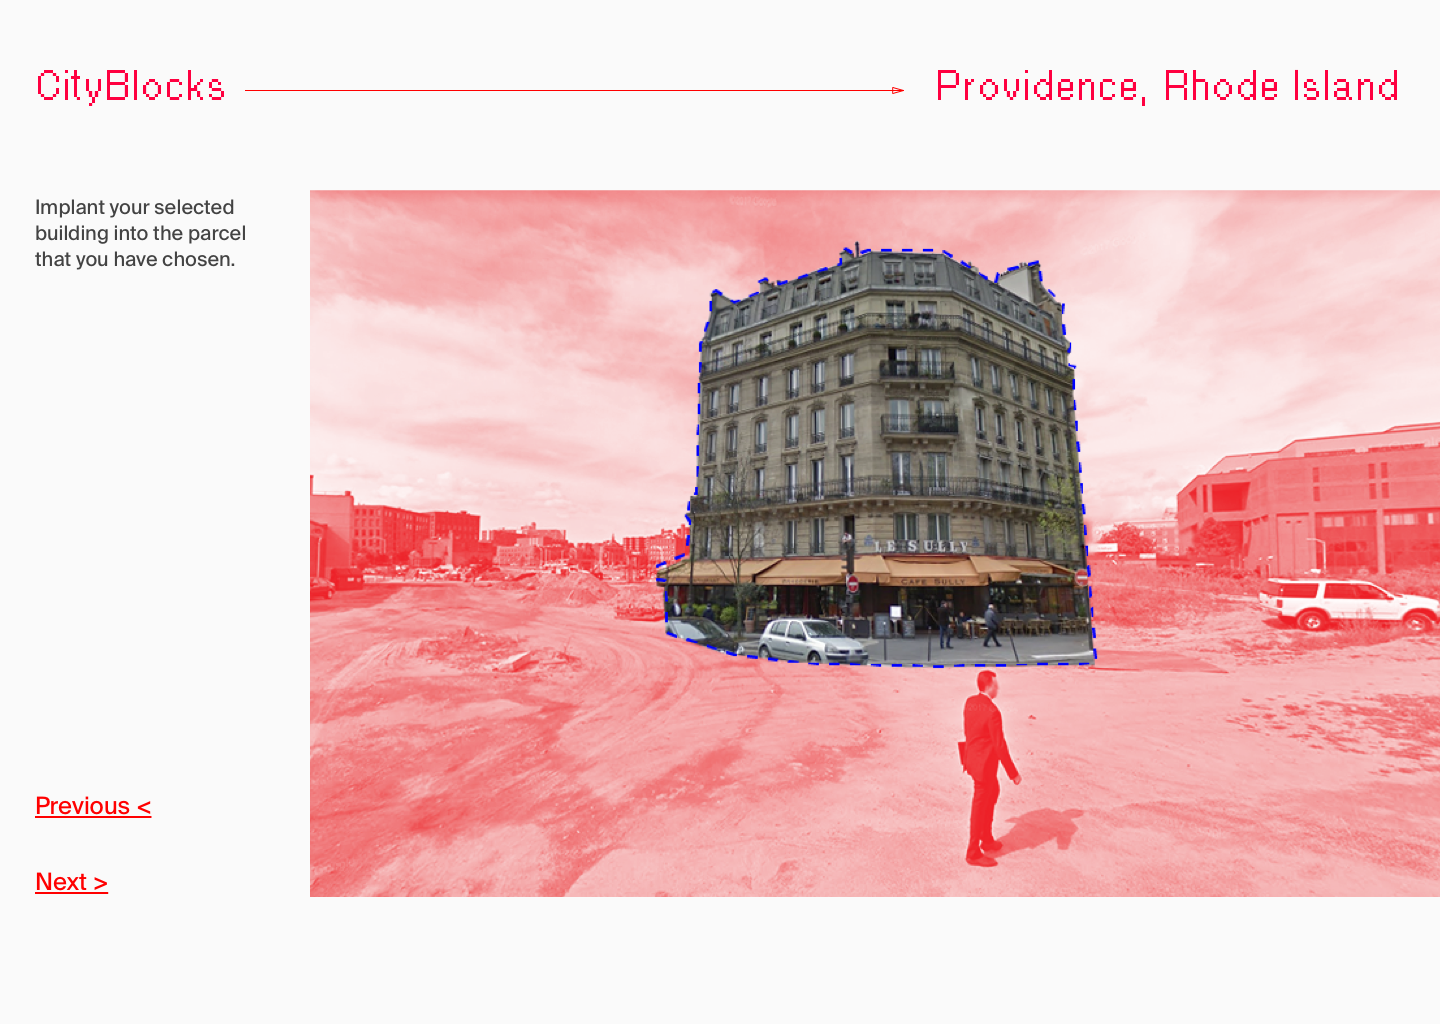 CityBlocks
Providence, Rhode Island
Implant your selected
building into the parcel
that you have chosen.
LE SULLY
CAFE SULLY
Previous <
Next >